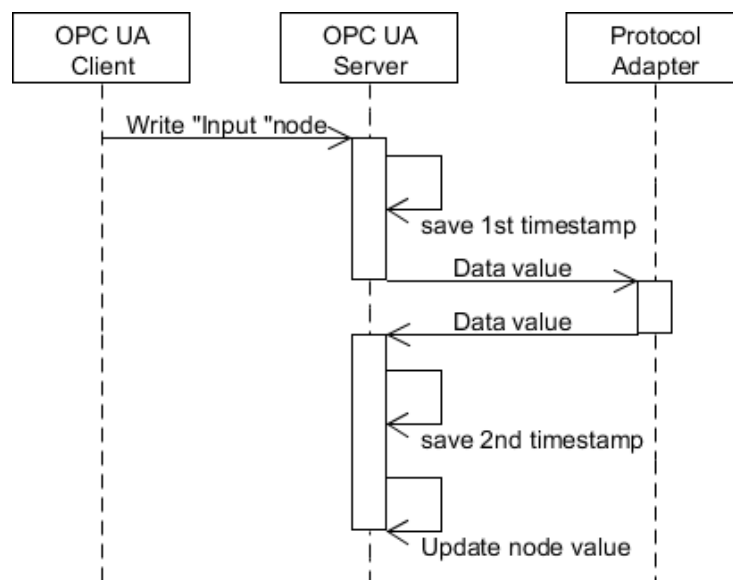 OPC UA
Client
OPC UA
Server
Protocol
Adapter
Write "Input "node
save 1st timestamp
Data value
Data value
save 2nd timestamp
Update node value